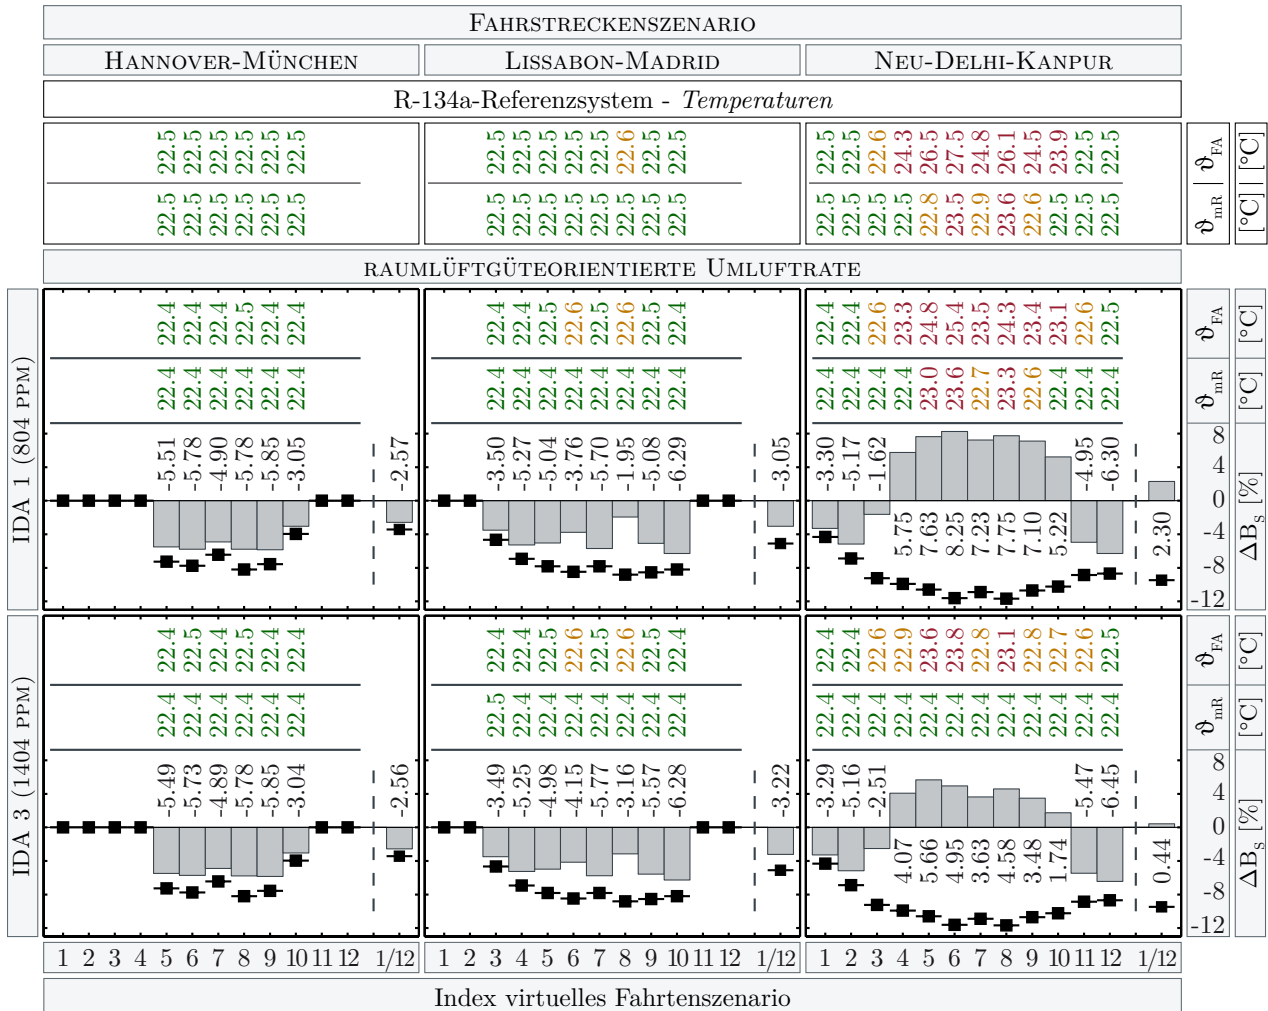 Fahrstreckenszenario
Hannover-München Lissabon-Madrid Neu-Delhi-Kanpur
R-134a-Referenzsystem - Temperaturen
22.5 22.5 22.5 22.5 22.5 22.5 22.5 22.5 22.5 22.5 22.5 22.6 22.5 22.5 22.5 22.5 22.6 24.3 26.5 27.5 24.8 26.1 24.5 23.9 22.5 22.5
22.5 22.5 22.5 22.5 22.5 22.5 22.5 22.5 22.5 22.5 22.5 22.5 22.5 22.5 22.5 22.5 22.5 22.5 22.8 23.5 22.9 23.6 22.6 22.5 22.5 22.5
ϑmR | ϑFA
[°C] | [°C]
raumlüftgüteorientierte Umluftrate
IDA 1 (804 ppm)
22.4 22.4 22.4 22.5 22.4 22.4 22.4 22.4 22.5 22.6 22.5 22.6 22.5 22.4 22.4 22.4 22.6 23.3 24.8 25.4 23.5 24.3 23.4 23.1 22.6 22.5 ϑFA [°C]
22.4 22.4 22.4 22.4 22.4 22.4 22.4 22.4 22.4 22.4 22.4 22.4 22.4 22.4 22.4 22.4 22.4 22.4 23.0 23.6 22.7 23.3 22.6 22.4 22.4 22.4 ϑmR [°C]
-5.51 -5.78 -4.90 -5.78 -5.85 -3.05 -2.57 -3.50 -5.27 -5.04 -3.76 -5.70 -1.95 -5.08 -6.29 -3.05 -3.30 -5.17 -1.62 -4.95 -6.30
5.75 7.63 8.25 7.23 7.75 7.10 5.22 2.30
8
4
0
-4
-8
-12
ΔBs [%]
IDA 3 (1404 ppm)
22.4 22.5 22.4 22.5 22.4 22.4 22.4 22.4 22.5 22.6 22.5 22.6 22.5 22.4 22.4 22.4 22.6 22.9 23.6 23.8 22.8 23.1 22.8 22.7 22.6 22.5 ϑFA [°C]
22.4 22.4 22.4 22.4 22.4 22.4 22.5 22.4 22.4 22.4 22.4 22.4 22.4 22.4 22.4 22.4 22.4 22.4 22.4 22.4 22.4 22.4 22.4 22.4 22.4 22.4 ϑmR [°C]
-5.49 -5.73 -4.89 -5.78 -5.85 -3.04 -2.56 -3.49 -5.25 -4.98 -4.15 -5.77 -3.16 -5.57 -6.28 -3.22 -3.29 -5.16 -2.51 -5.47 -6.45
4.07 5.66 4.95 3.63 4.58 3.48 1.74 0.44
8
4
0
-4
-8
-12
ΔBs [%]
1 2 3 4 5 6 7 8 9 10 11 12 1/12 1 2 3 4 5 6 7 8 9 10 11 12 1/12 1 2 3 4 5 6 7 8 9 10 11 12 1/12
Index virtuelles Fahrtenszenario